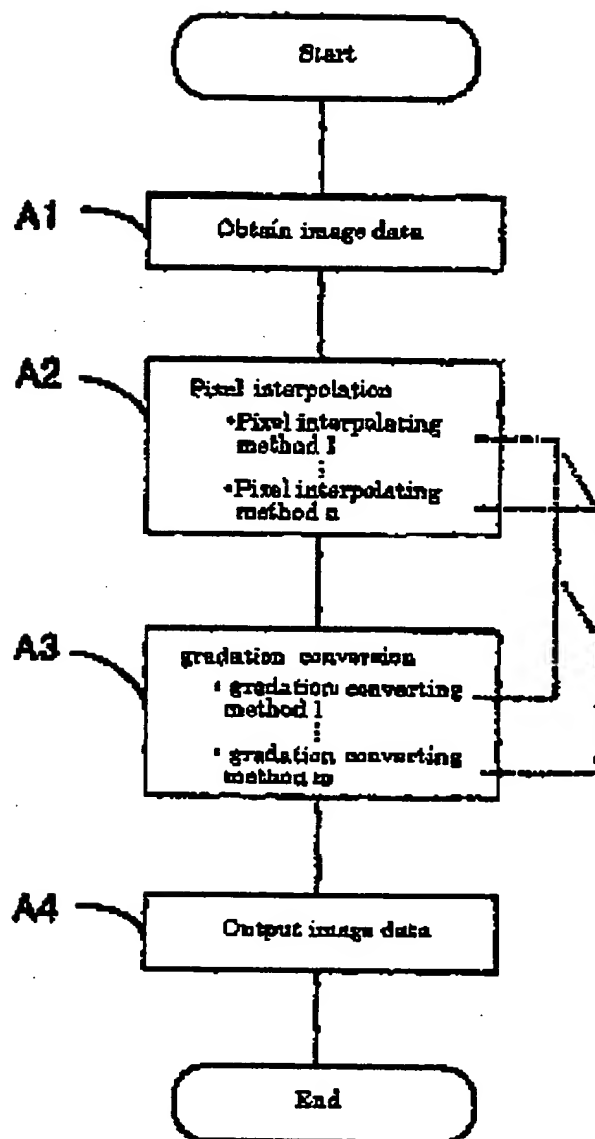 Start
A1
Obtain image data
A2
Pixel interpolation
•Pixel interpolating
method 1
•Pixel interpolating
method n
A3
gradation conversion
• gradation converting
method 1
• gradation converting
method m
A4
Output image data
End